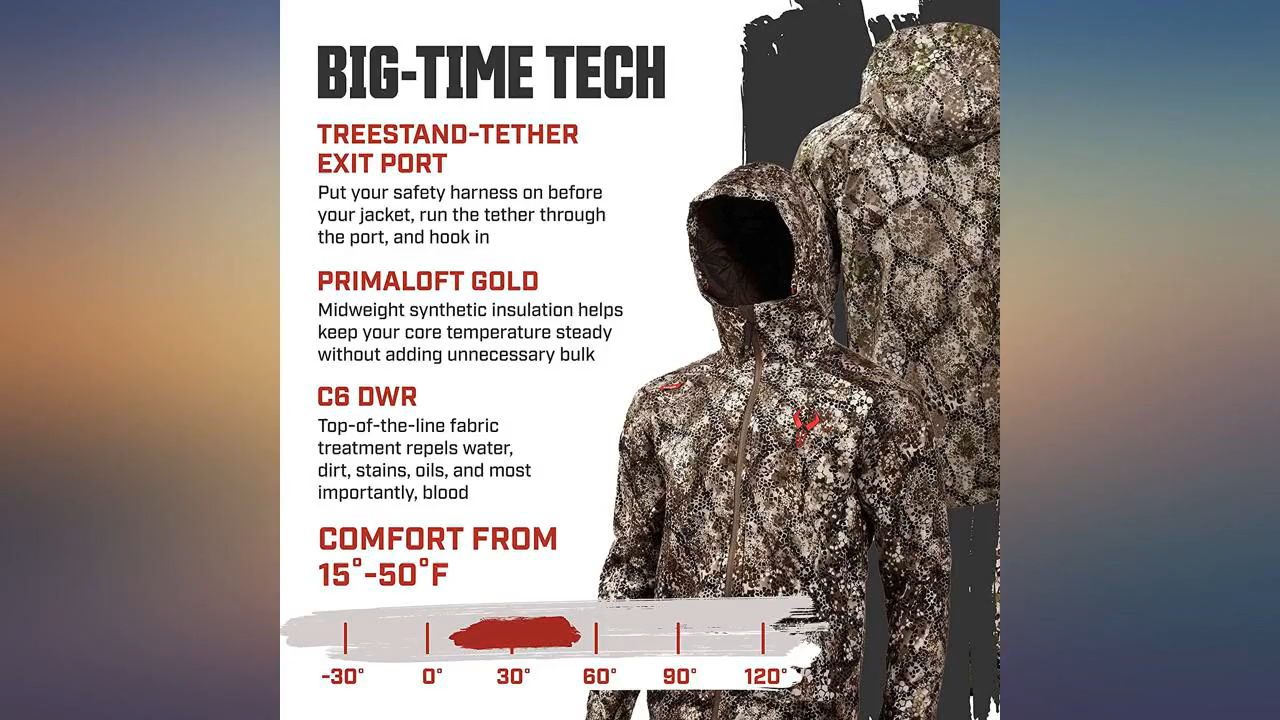 BIG-TIME TECH
TREESTAND-TETHER
EXIT PORT
Put your safety harness on before
your jacket, run the tether through
the port, and hook in
PRIMALOFT GOLD
Midweight synthetic insulation helps
keep your core temperature steady
without adding unnecessary bulk
C6 DWR
Top-of-the-line fabric
treatment repels water,
dirt, stains, oils, and most
importantly, blood
COMFORT FROM
15°-50°F
-30° 0° 30° 60° 90° 120°